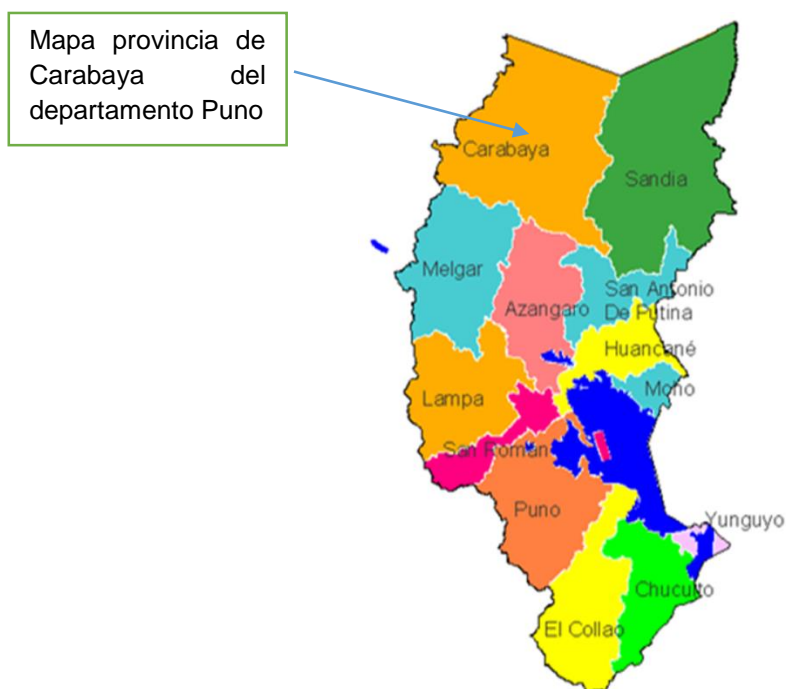 Mapa provincia de
Carabaya del
departamento Puno
Carabaya
Sandia
Melgar
San Antonio
De Putina
Azangaro
Huancané
Moho
Lampa
San Roman
Puno
Yunguyo
Chucuito
El Collao